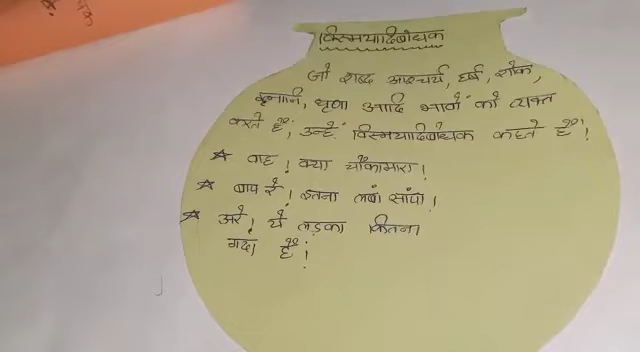 विस्मयादिबोधक
जो शब्द आश्चर्य, हर्ष, शोक,
घृणा आदि भावों को व्यक्त
करते हैं, उन्हें विस्मयादिबोधक कहते हैं!
★ वाह! क्या चौकामारा!
★ बाप रे! इतना लंबा सांपा!
★ अरे! ये लड़का कितना
गंदा हैं!